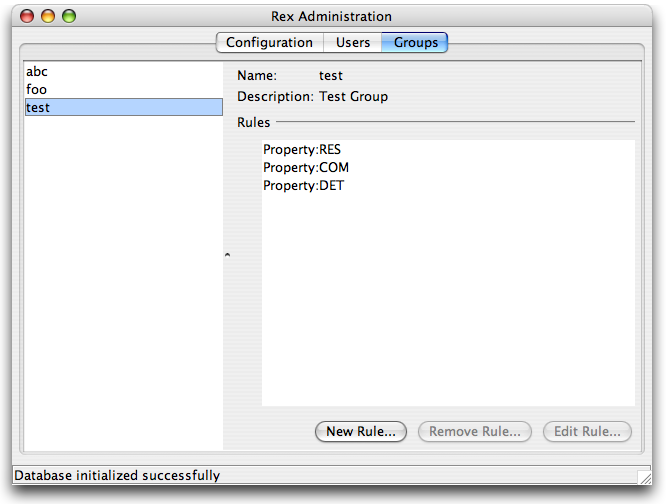 Rex Administration
Configuration Users Groups
abc
foo
test
Name: test
Description: Test Group
Rules
Property:RES
Property:COM
Property:DET
New Rule... Remove Rule... Edit Rule...
Database initialized successfully